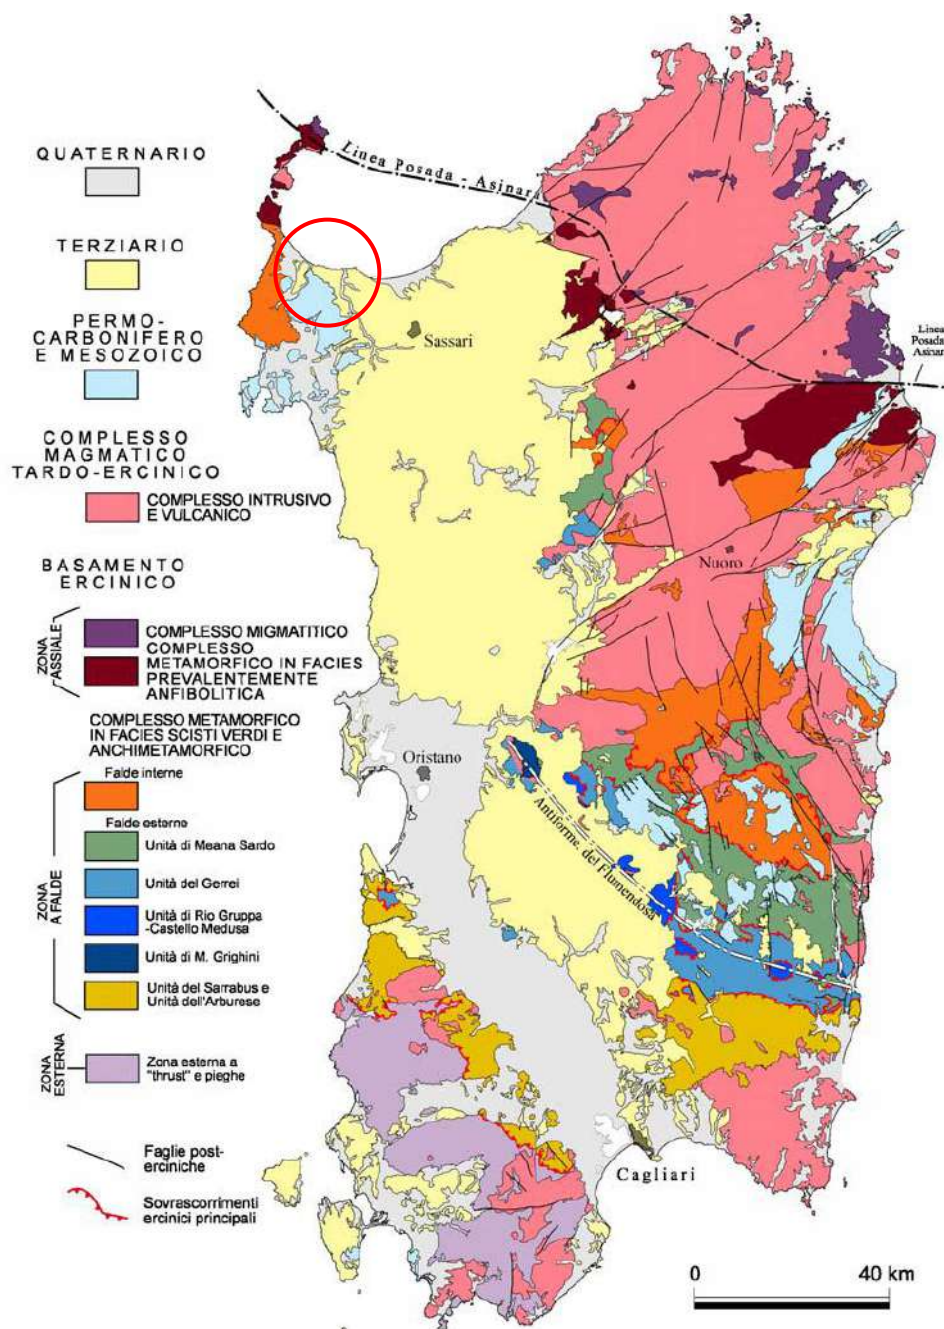 QUATERNARIO
TERZIARIO
PERMO-
CARBONIFERO
E MESOZOICO
COMPLESSO
MAGMATICO
TARDO-ERCINICO
COMPLESSO INTRUSIVO
E VULCANICO
BASAMENTO
ERCINICO
ZONA
ASSIALE
COMPLESSO MIGMATITICO
COMPLESSO
METAMORFICO IN FACIES
PREVALENTEMENTE
ANFIBOLITICA
COMPLESSO METAMORFICO
IN FACIES SCISTI VERDI E
ANCHIMETAMORFICO
ZONA
A FALDE
Falde interne
Falde esterne
Unità di Meana Sardo
Unità del Gerrei
Unità di Rio Gruppa
-Castello Medusa
Unità di M. Grighini
Unità del Sarrabus e
Unità dell'Arburese
ZONA
ESTERNA
Zona esterna a
"thrust" e pieghe
Faglie post-
erciniche
Sovrascorrimenti
ercinici principali
Linea Posada - Asinara
Sassari
Linea
Posada-
Asinara
Nuoro
Oristano
Antiforme. del Flumendosa
Cagliari
0 40 km